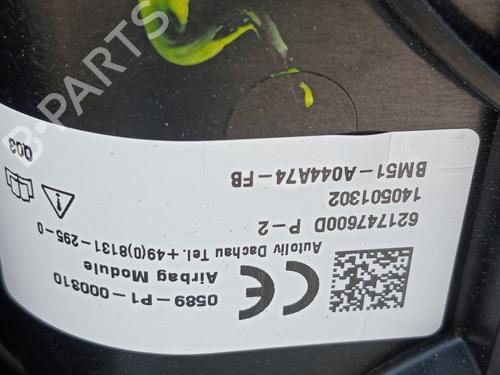 0589-P1-000310
Airbag Module
Autoliv Dachau Tel. +49(0)8131-295-0
621747600D P-2
140501302
BM51-A044A74-FB
CE
Q03
B-PARTS